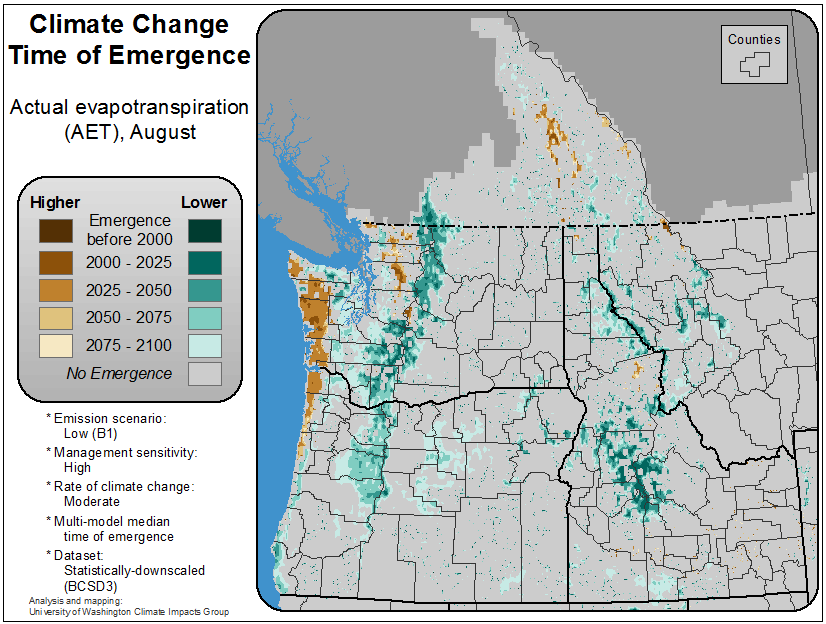 Climate Change
Time of Emergence
Actual evapotranspiration
(AET), August
Counties
Higher
Lower
Emergence
before 2000
2000 - 2025
2025 - 2050
2050 - 2075
2075 - 2100
No Emergence
* Emission scenario:
Low (B1)
* Management sensitivity:
High
* Rate of climate change:
Moderate
* Multi-model median
time of emergence
* Dataset:
Statistically-downscaled
(BCSD3)
Analysis and mapping:
University of Washington Climate Impacts Group